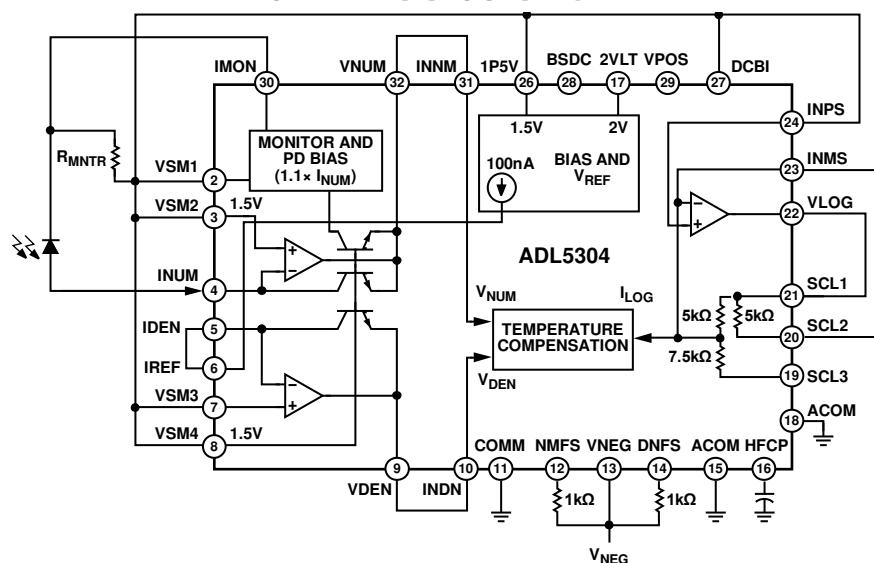 IMON
VNUM
INNM
1P5V
BSDC
2VLT
VPOS
DCBI
30
32
31
26
28
17
29
27
INPS
24
1.5V
2V
RMNTR
MONITOR AND
PD BIAS
(1.1× INUM)
100nA
BIAS AND
VREF
INMS
23
VSM1
2
VSM2
1.5V
3
VLOG
22
ADL5304
INUM
4
VNUM
ILOG
SCL1
21
IDEN
5
5kΩ
5kΩ
SCL2
20
TEMPERATURE
COMPENSATION
IREF
6
7.5kΩ
SCL3
19
VDEN
VSM3
7
VSM4
1.5V
8
ACOM
18
COMM
NMFS
VNEG
DNFS
ACOM
HFCP
9
10
11
12
13
14
15
16
VDEN
INDN
1kΩ
1kΩ
VNEG